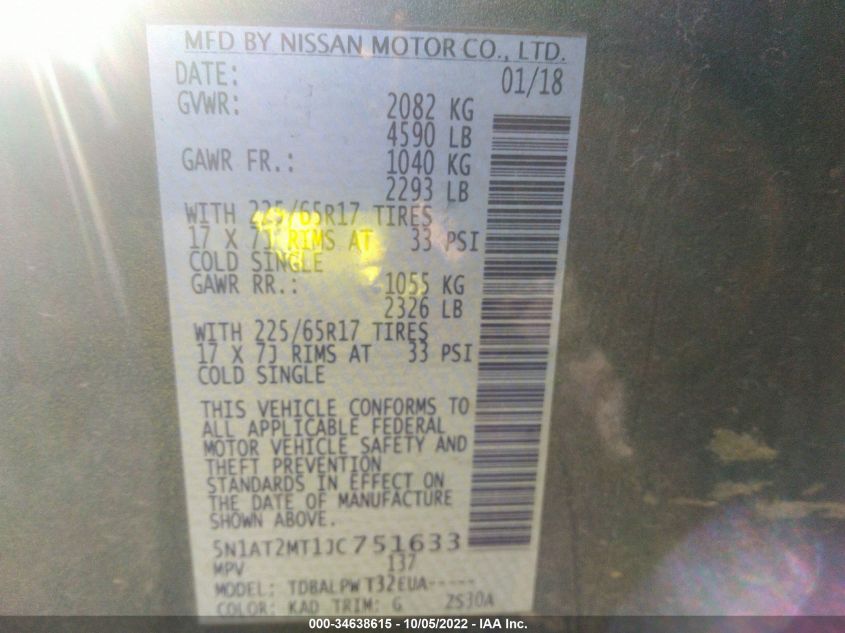 MFD BY NISSAN MOTOR CO., LTD.
DATE: 01/18
GVWR: 2082 KG
4590 LB
GAWR FR.: 1040 KG
2293 LB
WITH 225/65R17 TIRES
17 X 7J RIMS AT 33 PSI
COLD SINGLE
GAWR RR.: 1055 KG
2326 LB
WITH 225/65R17 TIRES
17 X 7J RIMS AT 33 PSI
COLD SINGLE
THIS VEHICLE CONFORMS TO
ALL APPLICABLE FEDERAL
MOTOR VEHICLE SAFETY AND
THEFT PREVENTION
STANDARDS IN EFFECT ON
THE DATE OF MANUFACTURE
SHOWN ABOVE.
5N1AT2MT1JC751633
MPV 137
MODEL: TDBALPWT32EUA-----
COLOR: KAD TRIM: G 2S30A
000-34638615 - 10/05/2022 - IAA Inc.